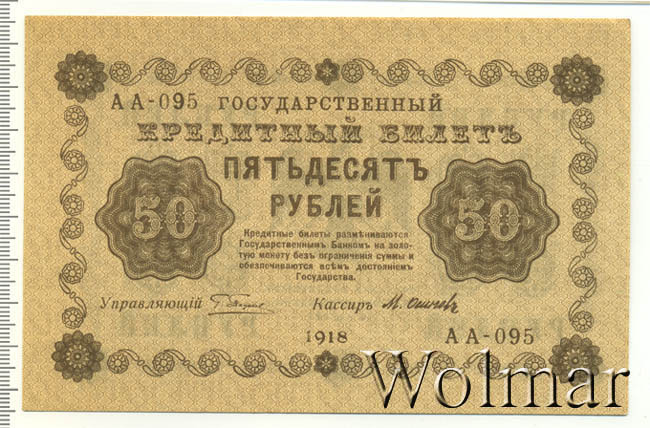 АА-095 ГОСУДАРСТВЕННЫЙ
КРЕДИТНЫЙ БИЛЕТЪ
ПЯТЬДЕСЯТЪ
РУБЛЕЙ
50
50
Кредитные билеты размѣниваются
Государственнымъ Банкомъ на золо-
тую монету безъ ограниченія суммы и
обезпечиваются всѣмъ достояніемъ
Государства.
Управляющій
Кассиръ
1918
АА-095
Wolmar